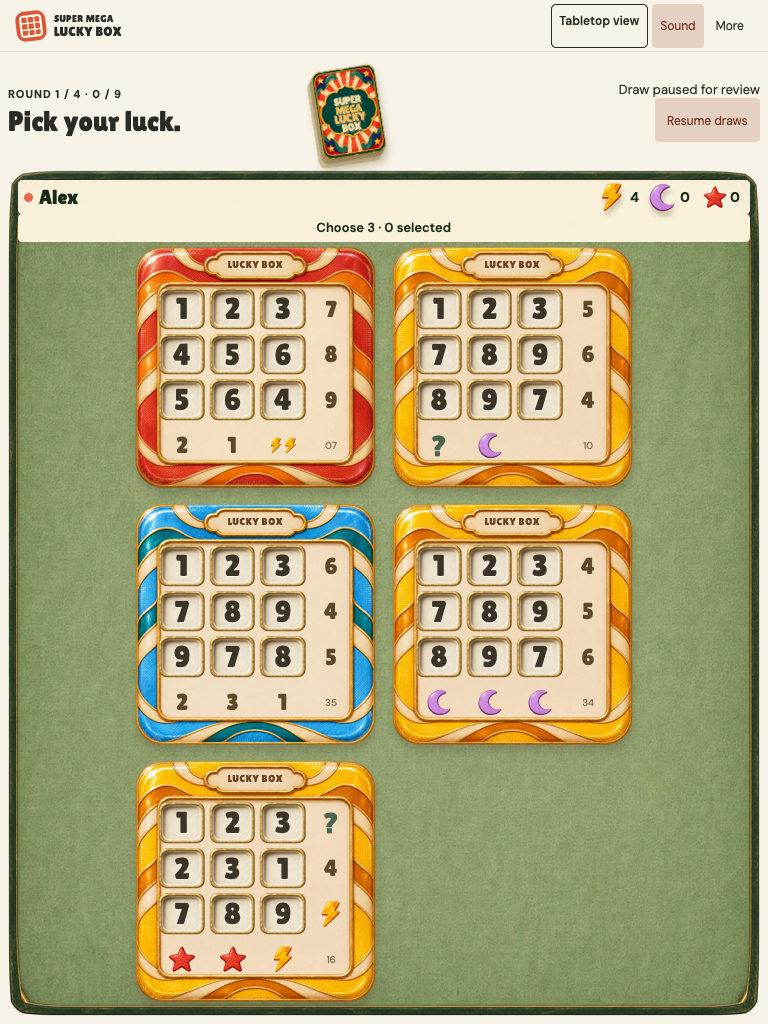 SUPER MEGA
LUCKY BOX
Tabletop view
Sound
More
ROUND 1 / 4 · 0 / 9
Pick your luck.
SUPER
MEGA
LUCKY
BOX
Draw paused for review
Resume draws
Alex
4 0 0
Choose 3 · 0 selected
LUCKY BOX
1 2 3 7
4 5 6 8
5 6 4 9
2 1 07
LUCKY BOX
1 2 3 5
7 8 9 6
8 9 7 4
? 10
LUCKY BOX
1 2 3 6
7 8 9 4
9 7 8 5
2 3 1 35
LUCKY BOX
1 2 3 4
7 8 9 5
8 9 7 6
34
LUCKY BOX
1 2 3 ?
2 3 1 4
7 8 9
16